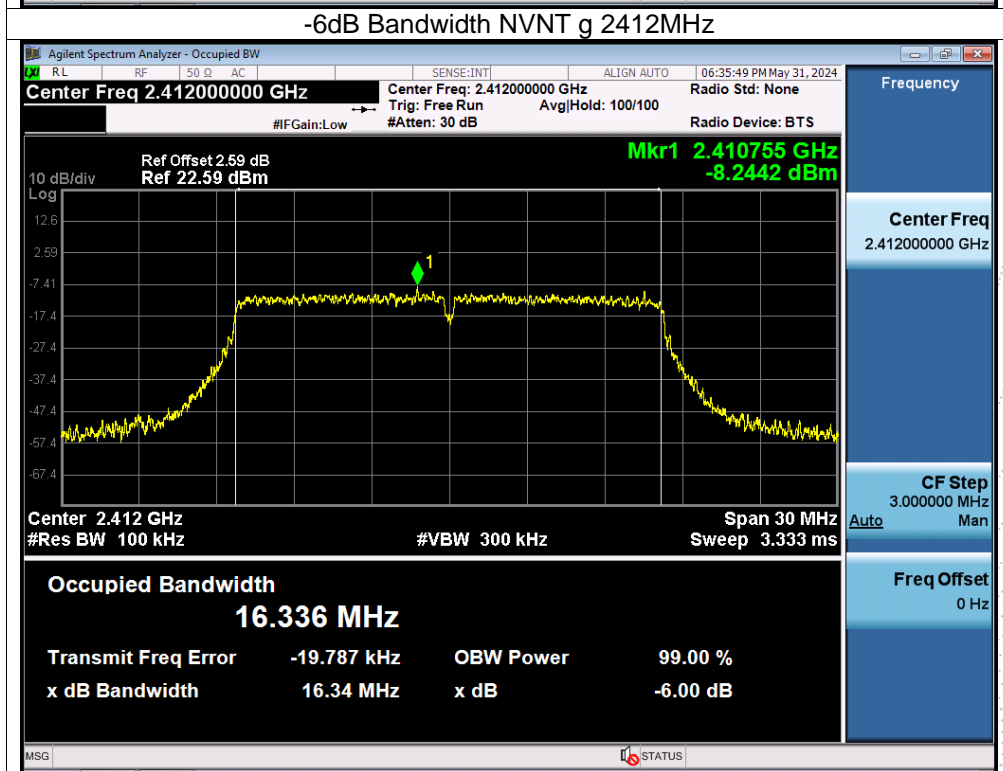 -6dB Bandwidth NVNT g 2412MHz
Agilent Spectrum Analyzer - Occupied BW
LXI RL RF 50 Ω AC SENSE:INT ALIGN AUTO 06:35:49 PM May 31, 2024
Center Freq 2.412000000 GHz Center Freq: 2.412000000 GHz Radio Std: None
Trig: Free Run Avg|Hold: 100/100
#IFGain:Low #Atten: 30 dB Radio Device: BTS
Frequency
Mkr1 2.410755 GHz
-8.2442 dBm
Ref Offset 2.59 dB
10 dB/div Ref 22.59 dBm
Log
12.6
2.59
-7.41
-17.4
-27.4
-37.4
-47.4
-57.4
-67.4
1
Center 2.412 GHz Span 30 MHz
#Res BW 100 kHz #VBW 300 kHz Sweep 3.333 ms
Center Freq
2.412000000 GHz
CF Step
3.000000 MHz
Auto Man
Freq Offset
0 Hz
Occupied Bandwidth
16.336 MHz
Transmit Freq Error -19.787 kHz OBW Power 99.00 %
x dB Bandwidth 16.34 MHz x dB -6.00 dB
MSG STATUS